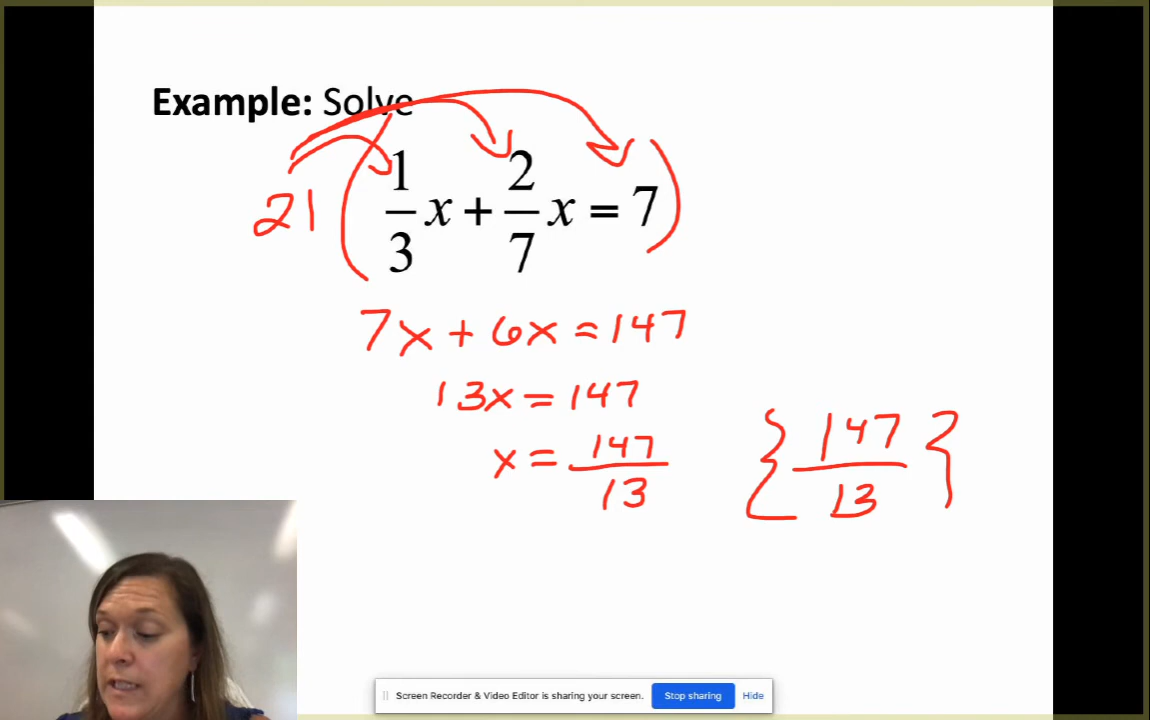 Example: Solve
21 ( 1/3 x + 2/7 x = 7 )
7x + 6x = 147
13x = 147
x = 147/13 { 147/13 }
Screen Recorder & Video Editor is sharing your screen. Stop sharing Hide